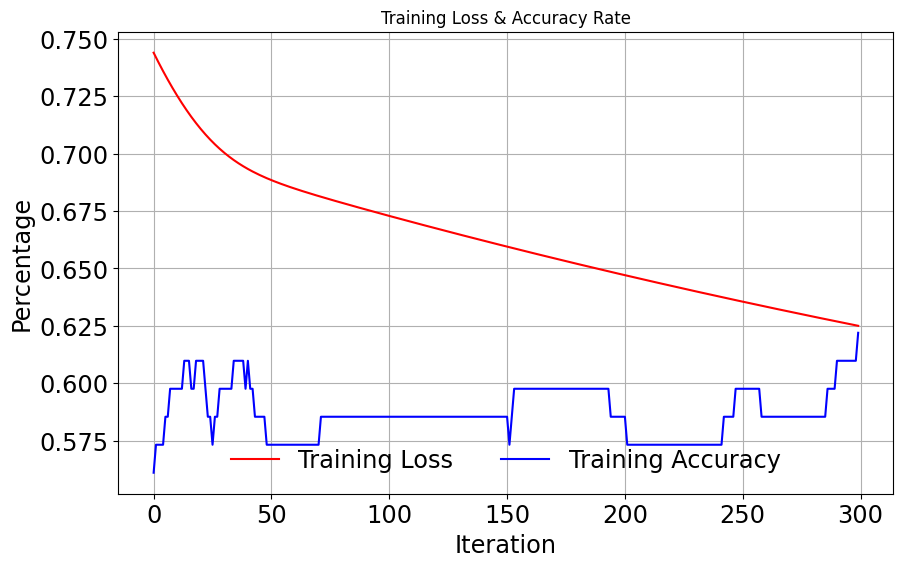 Training Loss & Accuracy Rate
Percentage
0.750
0.725
0.700
0.675
0.650
0.625
0.600
0.575
Training Loss
Training Accuracy
0 50 100 150 200 250 300
Iteration